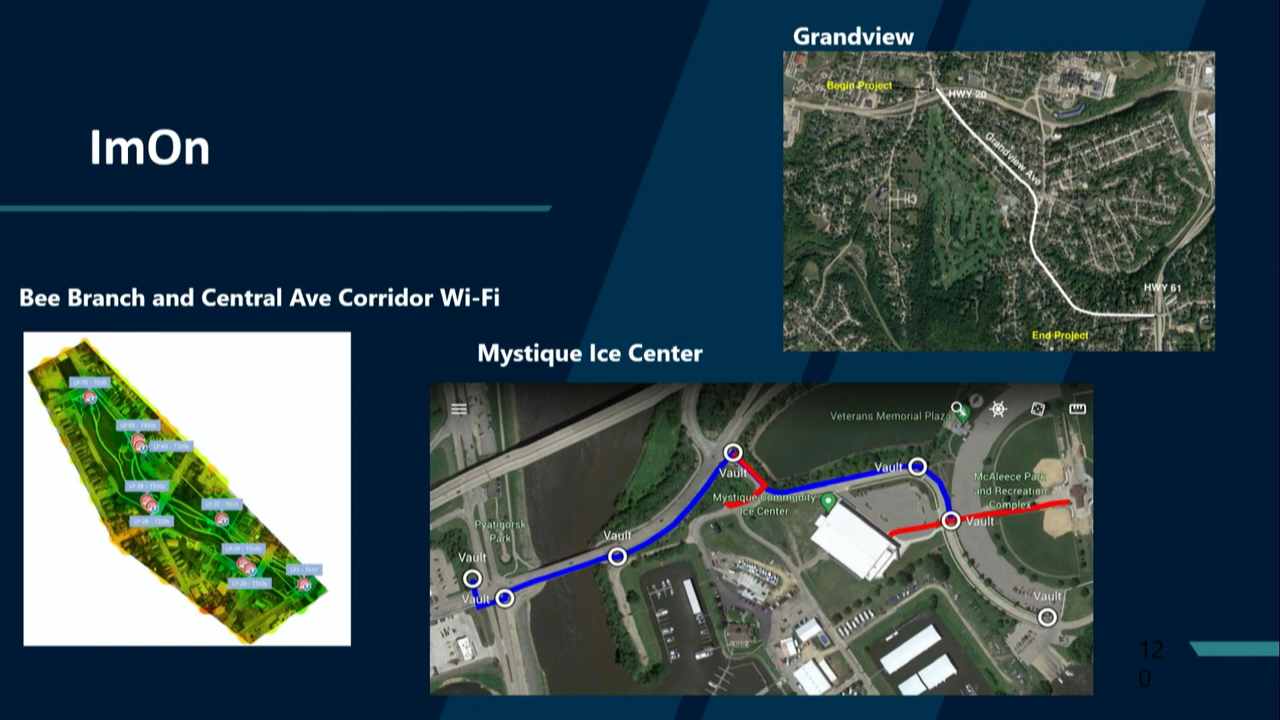 Grandview
Begin Project
HWY 20
Grandview Ave
HWY 61
End Project
ImOn
Bee Branch and Central Ave Corridor Wi-Fi
Mystique Ice Center
Veterans Memorial Plaza
Vault
Vault
McAleece Park
and Recreation
Complex
Mystique Community
Ice Center
Vault
Pyatigorsk
Park
Vault
Vault
Vault
Vault
12
0